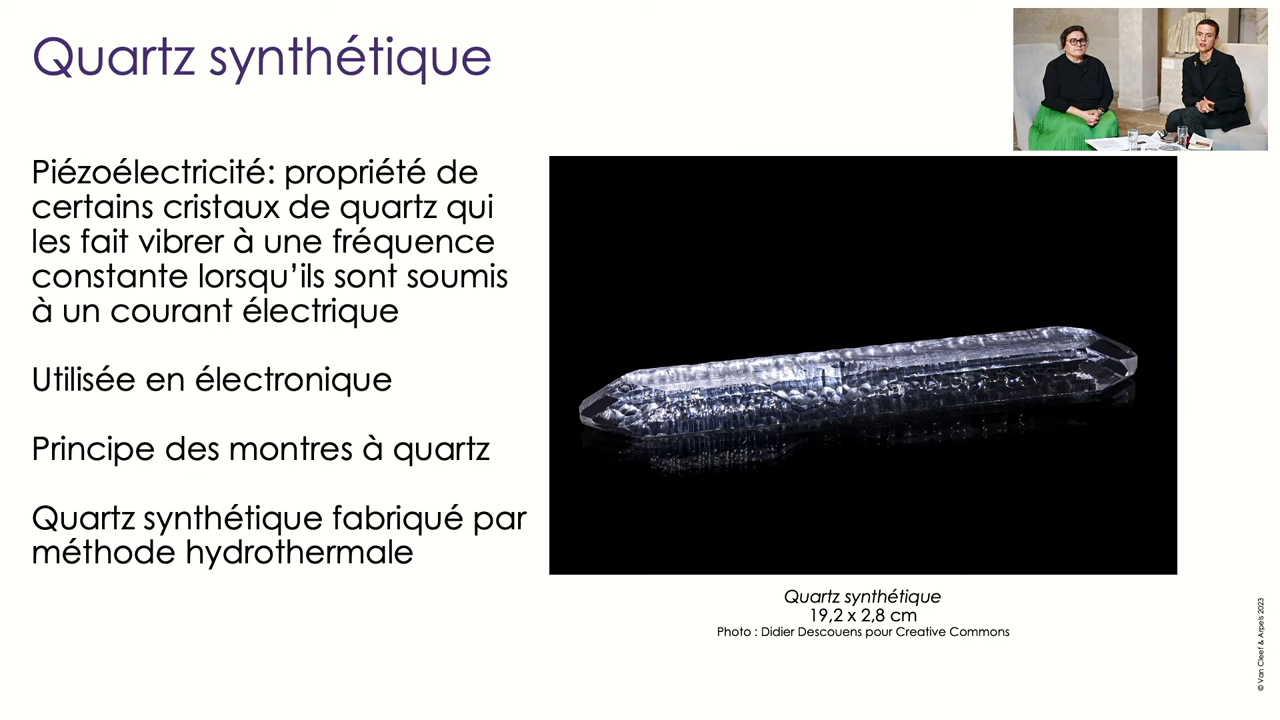 Quartz synthétique
Piézoélectricité: propriété de
certains cristaux de quartz qui
les fait vibrer à une fréquence
constante lorsqu’ils sont soumis
à un courant électrique
Utilisée en électronique
Principe des montres à quartz
Quartz synthétique fabriqué par
méthode hydrothermale
Quartz synthétique
19,2 x 2,8 cm
Photo : Didier Descouens pour Creative Commons
© Van Cleef & Arpels 2023